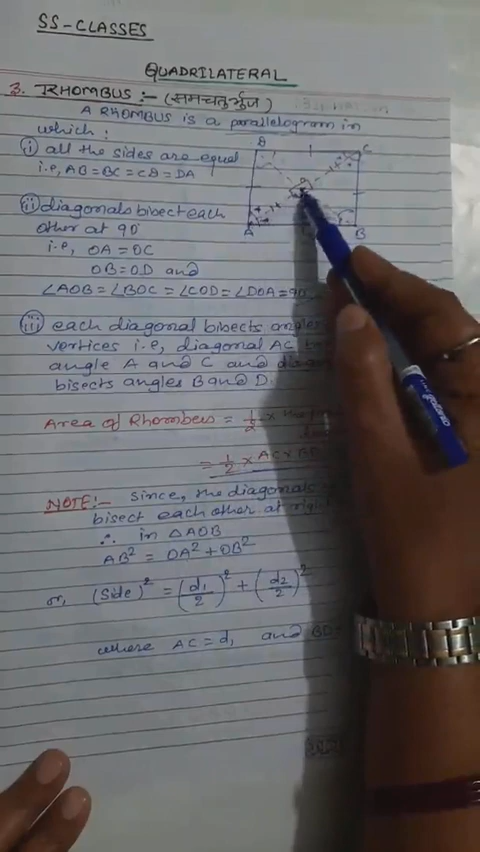 SS-CLASSES
QUADRILATERAL
3. RHOMBUS :- (समचतुर्भुज)
A RHOMBUS is a parallelogram in
which :
(i) all the sides are equal
i.e, AB = BC = CD = DA
(ii) diagonals bisect each
other at 90°
i.e, OA = OC
OB = OD and
∠AOB = ∠BOC = ∠COD = ∠DOA = 90
(iii) each diagonal bisects angles
vertices i.e, diagonal AC
angle A and C and
bisects angles B and D.
D C
O
A B
Area of Rhombers = 1/2 ×
= 1/2 × AC × BD
NOTE:- Since, the diagonals
bisect each other at right
∴ in △AOB
AB² = OA² + OB²
or, (Side)² = (d₁/2)² + (d₂/2)²
where AC = d₁ and BD =